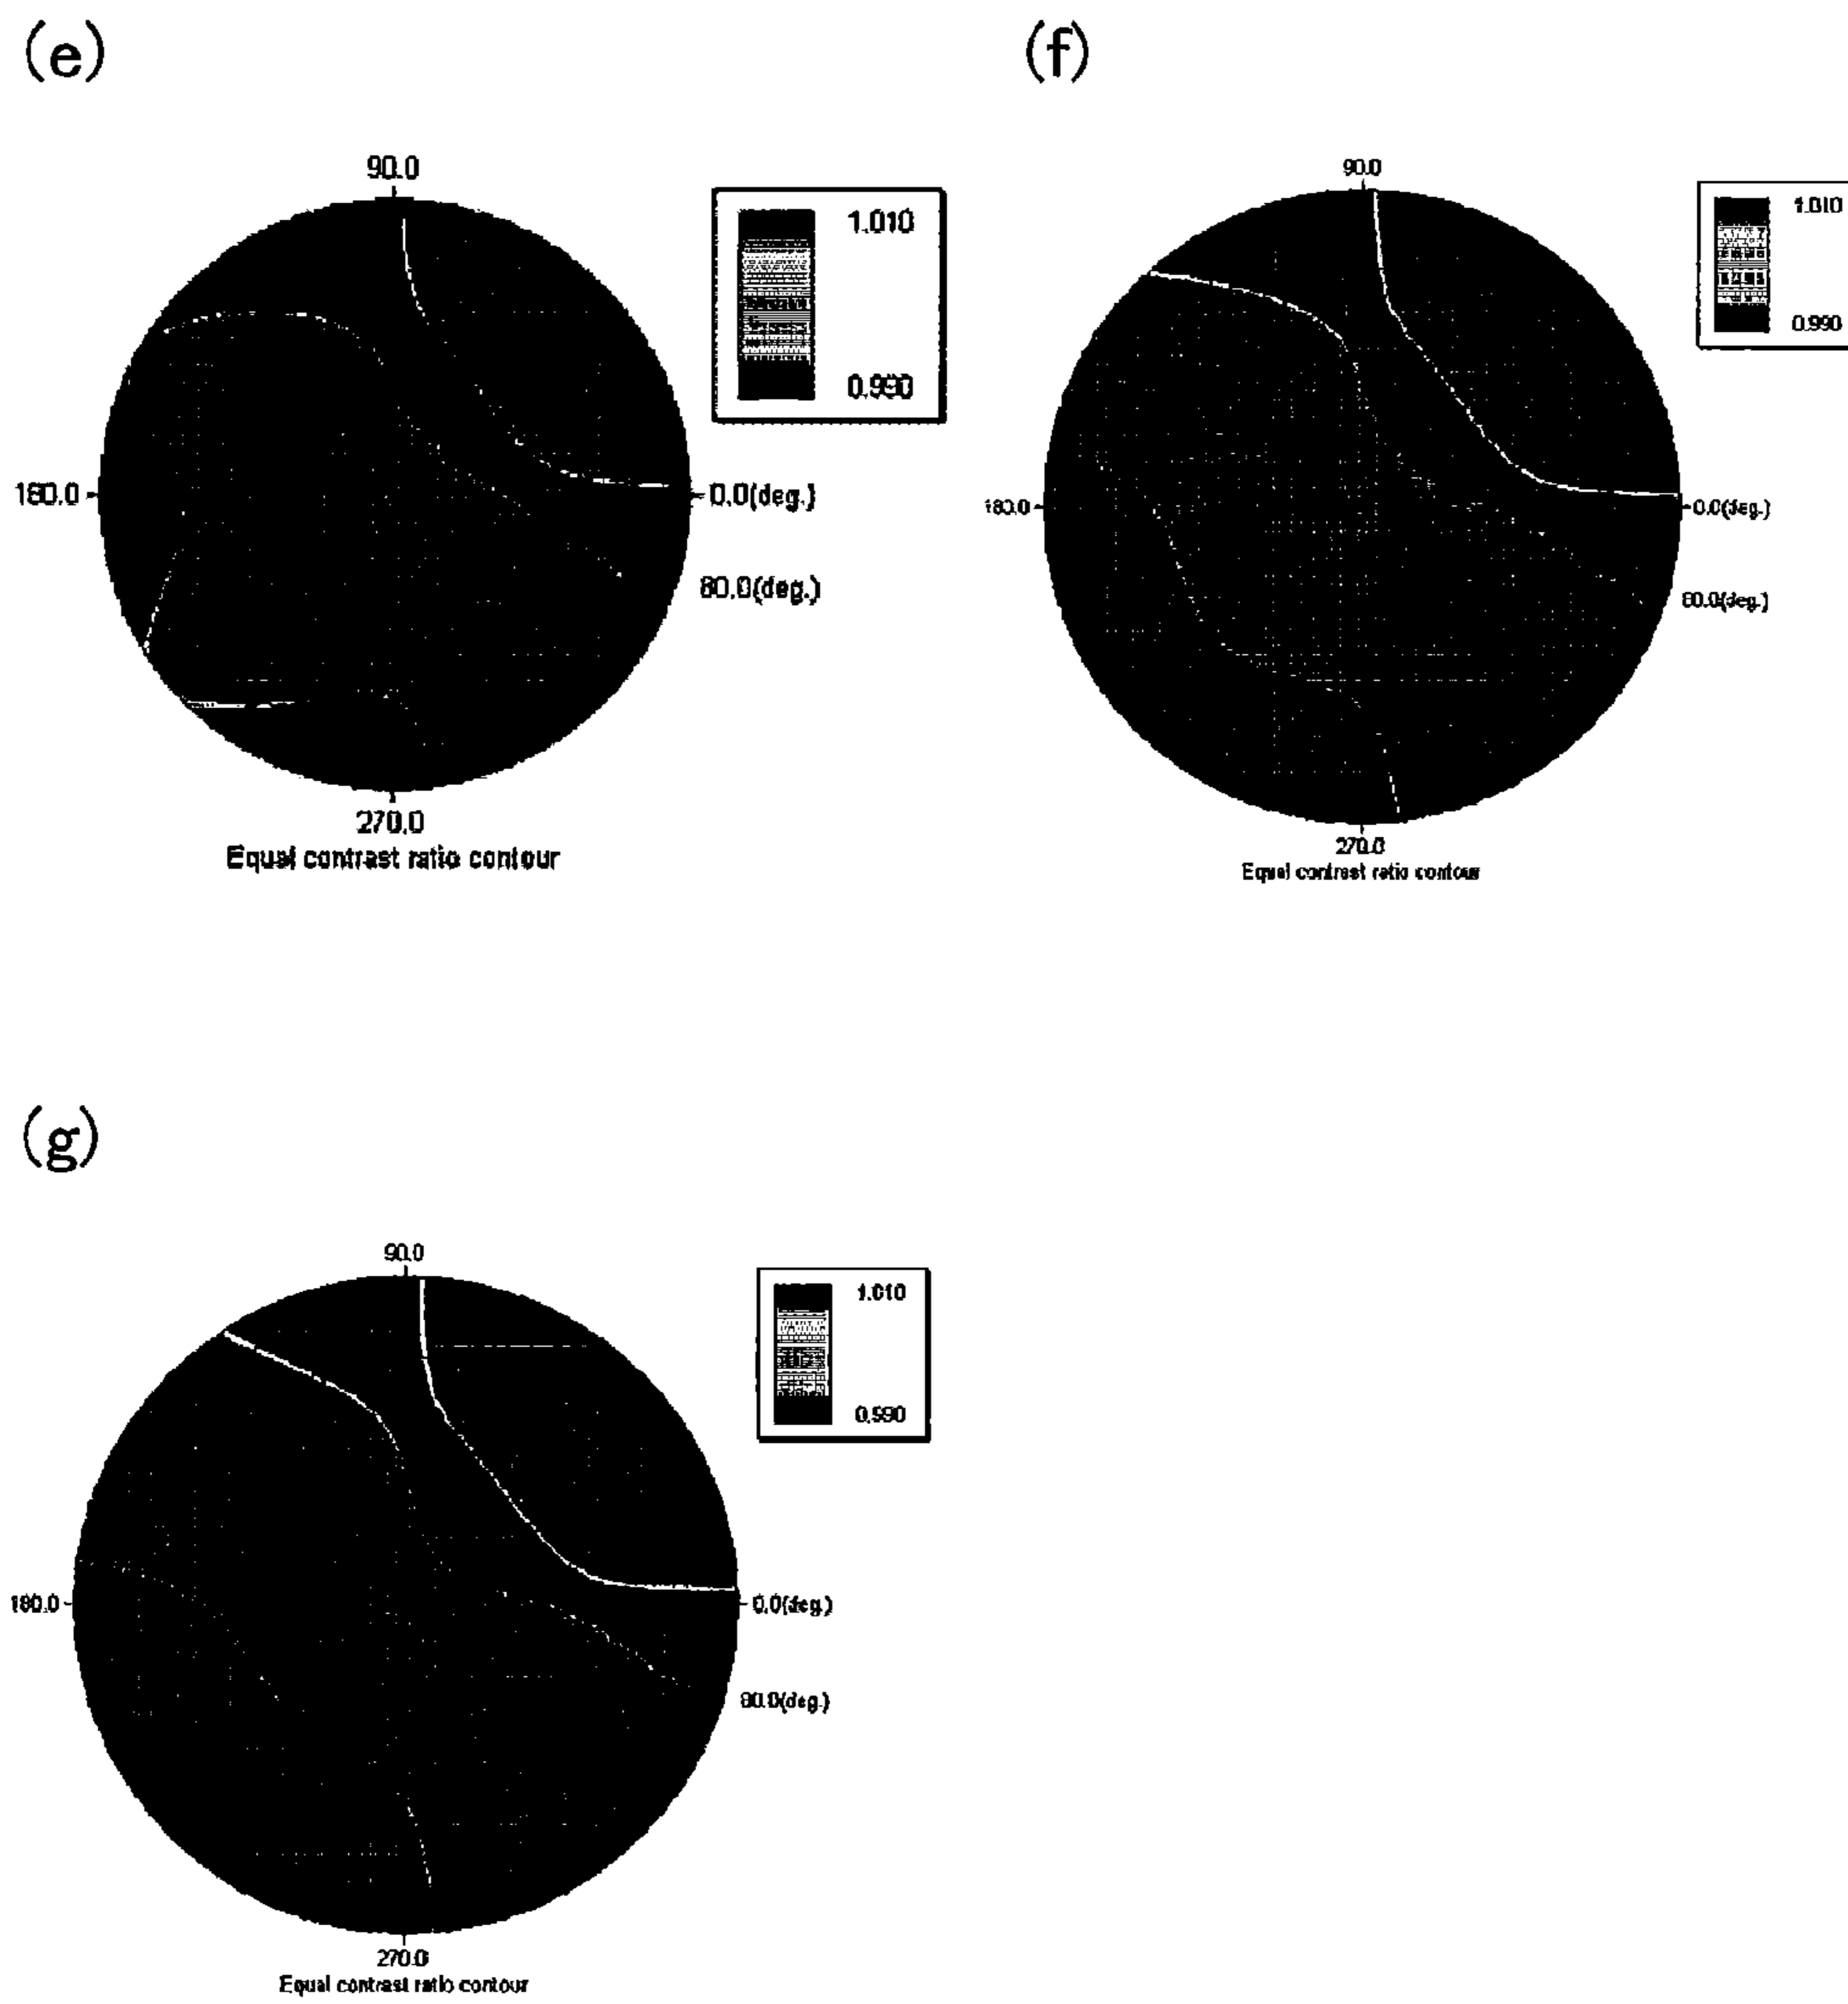 (e)
90.0
1.010
0.990
180.0
0.0(deg.)
80.0(deg.)
270.0
Equal contrast ratio contour
(f)
90.0
1.010
0.990
180.0
0.0(deg.)
80.0(deg.)
270.0
Equal contrast ratio contour
(g)
90.0
1.010
0.990
180.0
0.0(deg.)
80.0(deg.)
270.0
Equal contrast ratio contour